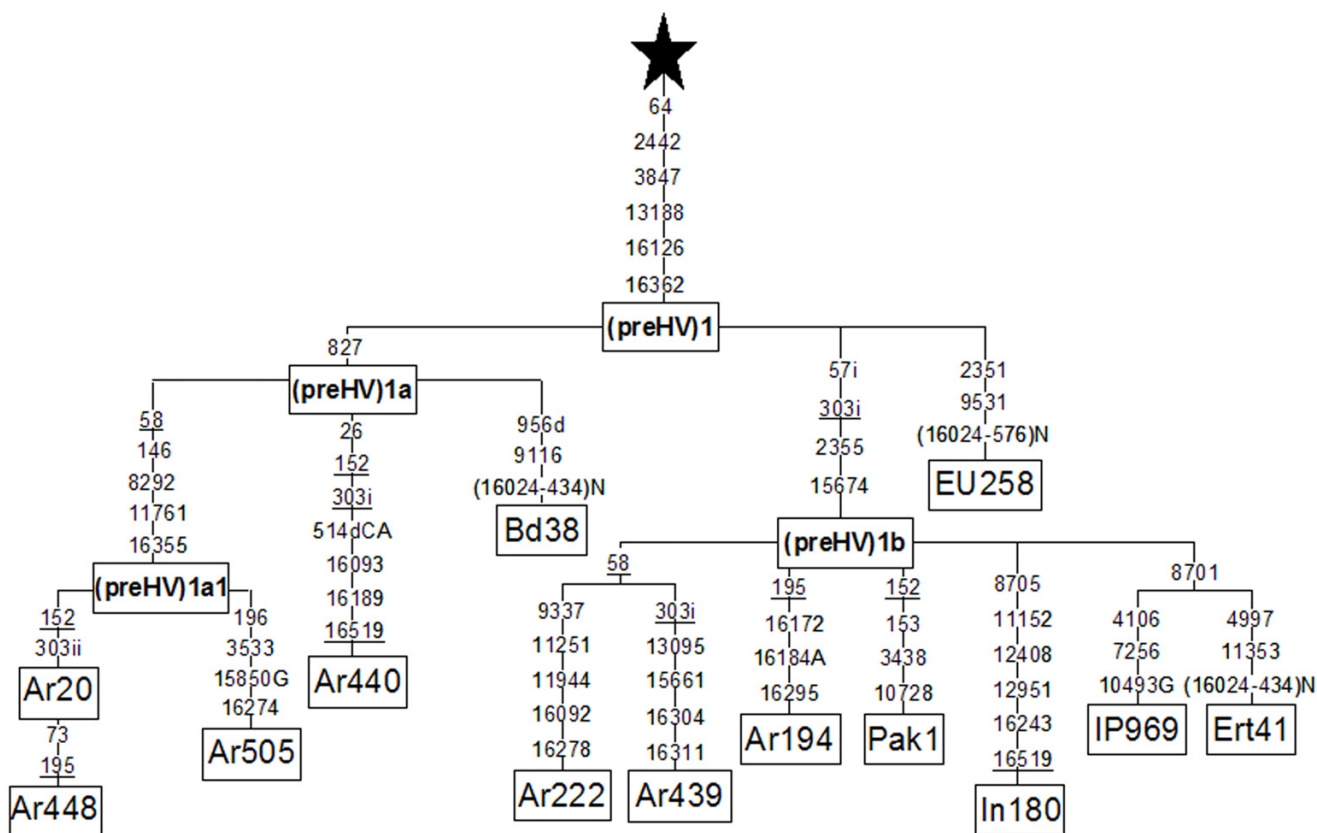 64
2442
3847
13188
16126
16362
(preHV)1
827
(preHV)1a
58
146
8292
11761
16355
(preHV)1a1
152
303ii
Ar20
73
195
Ar448
196
3533
15850G
16274
Ar505
26
152
303i
514dCA
16093
16189
16519
Ar440
956d
9116
(16024-434)N
Bd38
57i
303i
2355
15674
(preHV)1b
58
9337
11251
11944
16092
16278
Ar222
303i
13095
15661
16304
16311
Ar439
195
16172
16184A
16295
Ar194
152
153
3438
10728
Pak1
8705
11152
12408
12951
16243
16519
In180
8701
4106
7256
10493G
IP969
4997
11353
(16024-434)N
Ert41
2351
9531
(16024-576)N
EU258